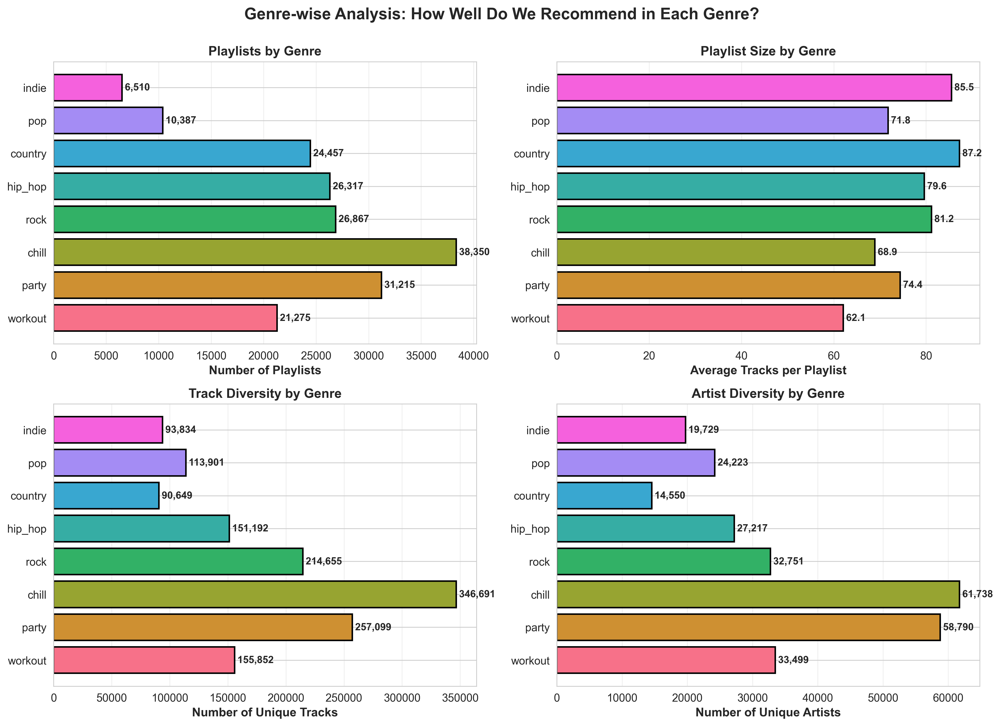 Genre-wise Analysis: How Well Do We Recommend in Each Genre?
Playlists by Genre
indie
6,510
pop
10,387
country
24,457
hip_hop
26,317
rock
26,867
chill
38,350
party
31,215
workout
21,275
0 5000 10000 15000 20000 25000 30000 35000 40000
Number of Playlists
Playlist Size by Genre
indie
85.5
pop
71.8
country
87.2
hip_hop
79.6
rock
81.2
chill
68.9
party
74.4
workout
62.1
0 20 40 60 80
Average Tracks per Playlist
Track Diversity by Genre
indie
93,834
pop
113,901
country
90,649
hip_hop
151,192
rock
214,655
chill
346,691
party
257,099
workout
155,852
0 50000 100000 150000 200000 250000 300000 350000
Number of Unique Tracks
Artist Diversity by Genre
indie
19,729
pop
24,223
country
14,550
hip_hop
27,217
rock
32,751
chill
61,738
party
58,790
workout
33,499
0 10000 20000 30000 40000 50000 60000
Number of Unique Artists